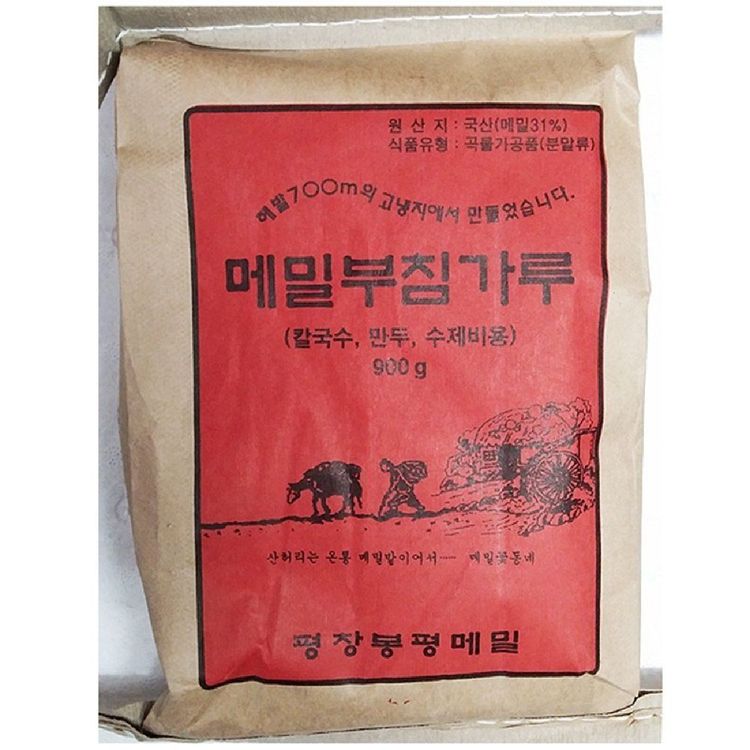 원 산 지 : 국산(메밀31%)
식품유형 : 곡물가공품(분말류)
해발700m의 고냉지에서 만들었습니다.
메밀부침가루
(칼국수, 만두, 수제비용)
900g
산허리는 온통 메밀밭이어서…… 메밀꽃동네
평창봉평메밀